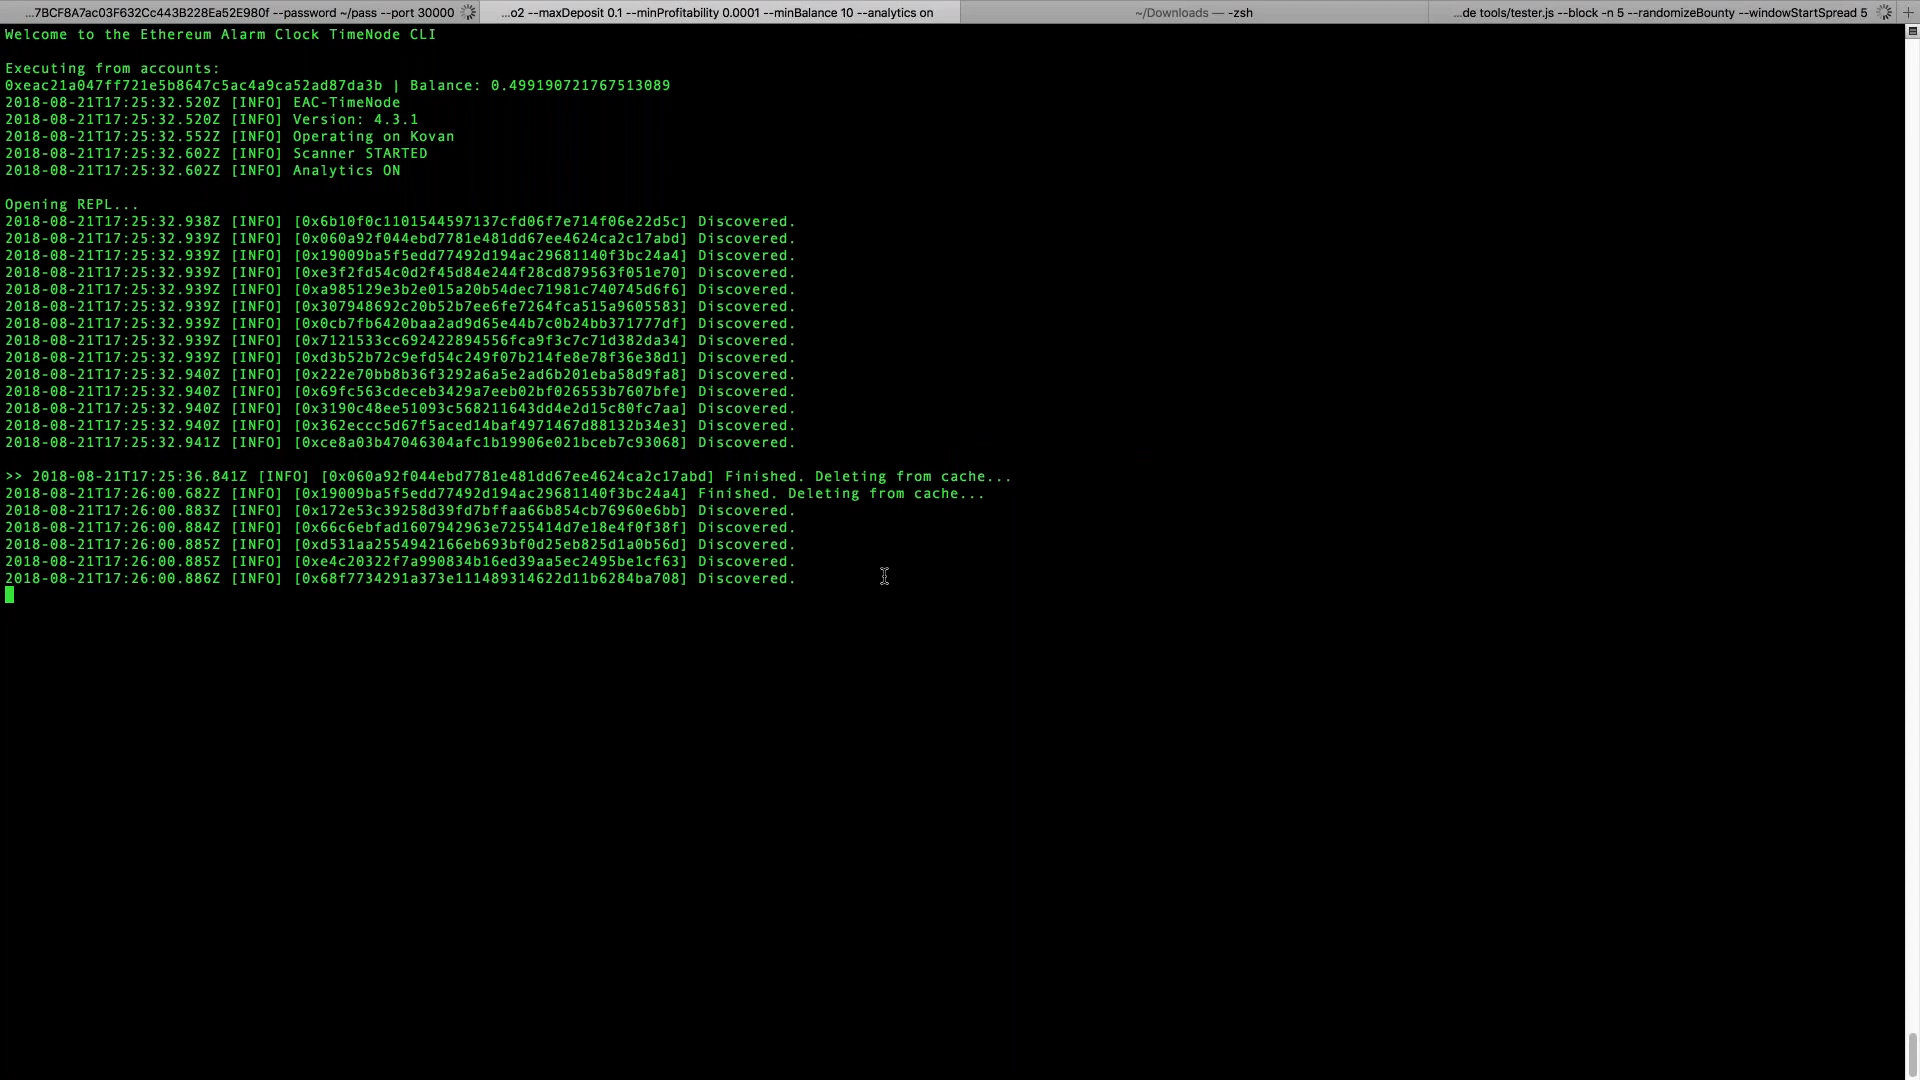 ...7BCF8A7ac03F632Cc443B228Ea52E980f --password ~/pass --port 30000
...o2 --maxDeposit 0.1 --minProfitability 0.0001 --minBalance 10 --analytics on
~/Downloads — -zsh
...de tools/tester.js --block -n 5 --randomizeBounty --windowStartSpread 5
Welcome to the Ethereum Alarm Clock TimeNode CLI
Executing from accounts:
0xeac21a047ff721e5b8647c5ac4a9ca52ad87da3b | Balance: 0.499190721767513089
2018-08-21T17:25:32.520Z [INFO] EAC-TimeNode
2018-08-21T17:25:32.520Z [INFO] Version: 4.3.1
2018-08-21T17:25:32.552Z [INFO] Operating on Kovan
2018-08-21T17:25:32.602Z [INFO] Scanner STARTED
2018-08-21T17:25:32.602Z [INFO] Analytics ON
Opening REPL...
2018-08-21T17:25:32.938Z [INFO] [0x6b10f0c1101544597137cfd06f7e714f06e22d5c] Discovered.
2018-08-21T17:25:32.939Z [INFO] [0x060a92f044ebd7781e481dd67ee4624ca2c17abd] Discovered.
2018-08-21T17:25:32.939Z [INFO] [0x19009ba5f5edd77492d194ac29681140f3bc24a4] Discovered.
2018-08-21T17:25:32.939Z [INFO] [0xe3f2fd54c0d2f45d84e244f28cd879563f051e70] Discovered.
2018-08-21T17:25:32.939Z [INFO] [0xa985129e3b2e015a20b54dec71981c740745d6f6] Discovered.
2018-08-21T17:25:32.939Z [INFO] [0x307948692c20b52b7ee6fe7264fca515a9605583] Discovered.
2018-08-21T17:25:32.939Z [INFO] [0x0cb7fb6420baa2ad9d65e44b7c0b24bb371777df] Discovered.
2018-08-21T17:25:32.939Z [INFO] [0x7121533cc692422894556fca9f3c7c71d382da34] Discovered.
2018-08-21T17:25:32.939Z [INFO] [0xd3b52b72c9efd54c249f07b214fe8e78f36e38d1] Discovered.
2018-08-21T17:25:32.940Z [INFO] [0x222e70bb8b36f3292a6a5e2ad6b201eba58d9fa8] Discovered.
2018-08-21T17:25:32.940Z [INFO] [0x69fc563cdeceb3429a7eeb02bf026553b7607bfe] Discovered.
2018-08-21T17:25:32.940Z [INFO] [0x3190c48ee51093c568211643dd4e2d15c80fc7aa] Discovered.
2018-08-21T17:25:32.940Z [INFO] [0x362eccc5d67f5aced14baf4971467d88132b34e3] Discovered.
2018-08-21T17:25:32.941Z [INFO] [0xce8a03b47046304afc1b19906e021bceb7c93068] Discovered.
>> 2018-08-21T17:25:36.841Z [INFO] [0x060a92f044ebd7781e481dd67ee4624ca2c17abd] Finished. Deleting from cache...
2018-08-21T17:26:00.682Z [INFO] [0x19009ba5f5edd77492d194ac29681140f3bc24a4] Finished. Deleting from cache...
2018-08-21T17:26:00.883Z [INFO] [0x172e53c39258d39fd7bffaa66b854cb76960e6bb] Discovered.
2018-08-21T17:26:00.884Z [INFO] [0x66c6ebfad1607942963e7255414d7e18e4f0f38f] Discovered.
2018-08-21T17:26:00.885Z [INFO] [0xd531aa2554942166eb693bf0d25eb825d1a0b56d] Discovered.
2018-08-21T17:26:00.885Z [INFO] [0xe4c20322f7a990834b16ed39aa5ec2495be1cf63] Discovered.
2018-08-21T17:26:00.886Z [INFO] [0x68f7734291a373e111489314622d11b6284ba708] Discovered.